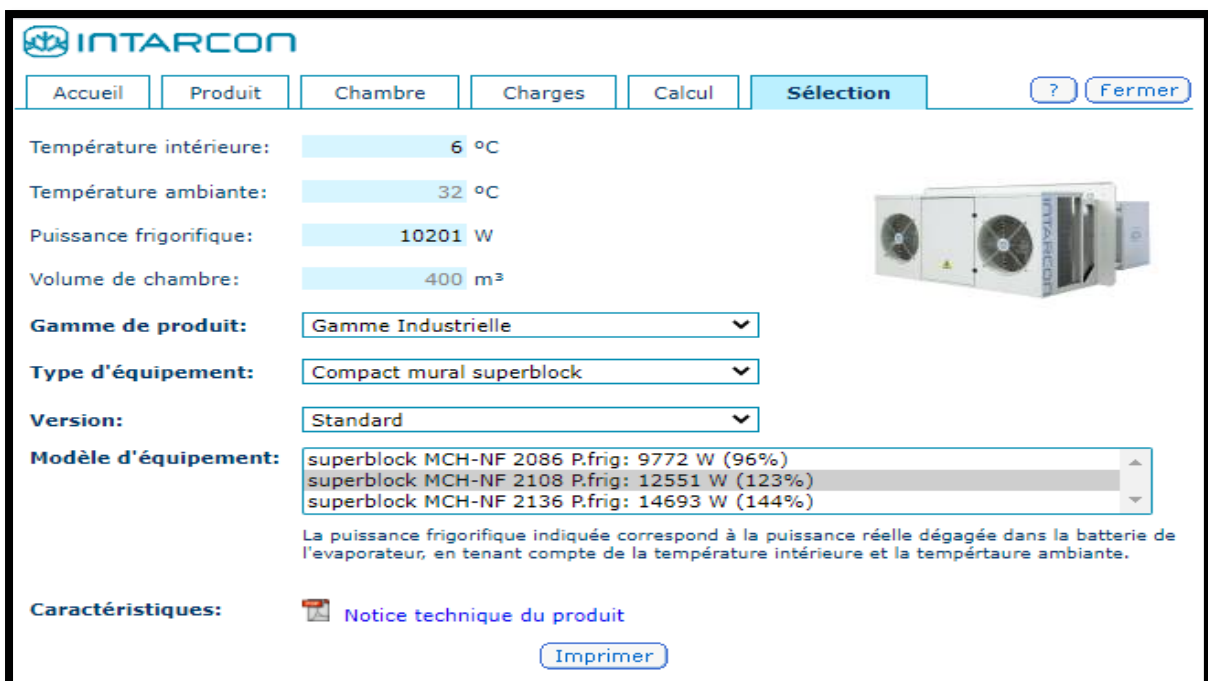 INTARCON
Accueil Produit Chambre Charges Calcul Sélection ? Fermer
Température intérieure: 6 ºC
Température ambiante: 32 ºC
Puissance frigorifique: 10201 W
Volume de chambre: 400 m³
Gamme de produit: Gamme Industrielle
Type d'équipement: Compact mural superblock
Version: Standard
Modèle d'équipement: superblock MCH-NF 2086 P.frig: 9772 W (96%)
superblock MCH-NF 2108 P.frig: 12551 W (123%)
superblock MCH-NF 2136 P.frig: 14693 W (144%)
La puissance frigorifique indiquée correspond à la puissance réelle dégagée dans la batterie de
l'evaporateur, en tenant compte de la température intérieure et la tempértaure ambiante.
Caractéristiques: Notice technique du produit
Imprimer
INTARCON